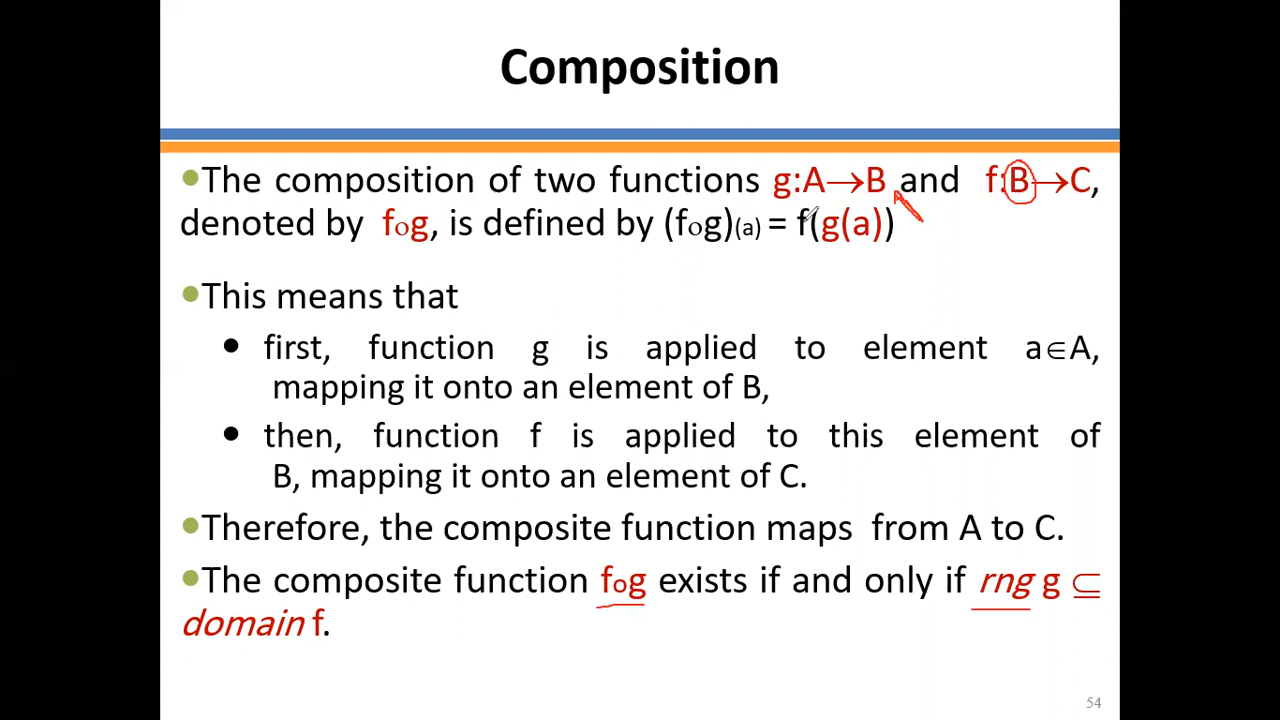 Composition
•The composition of two functions g:A→B and f:B→C,
denoted by fog, is defined by (fog)(a) = f(g(a))
•This means that
• first, function g is applied to element a∈A,
mapping it onto an element of B,
• then, function f is applied to this element of
B, mapping it onto an element of C.
•Therefore, the composite function maps from A to C.
•The composite function fog exists if and only if rng g ⊆
domain f.
54